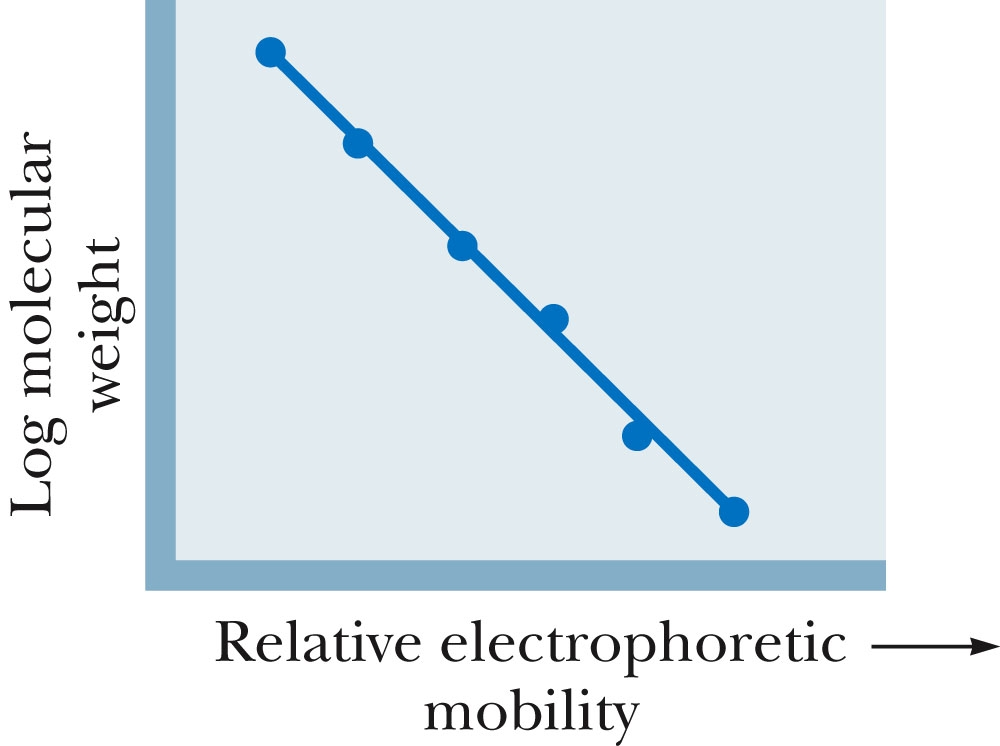 Log molecular
weight
Relative electrophoretic
mobility